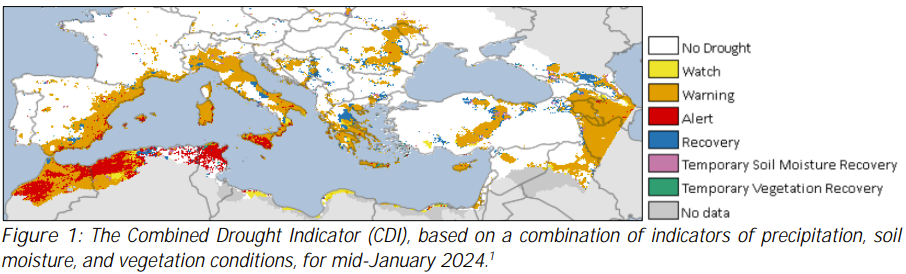 No Drought
Watch
Warning
Alert
Recovery
Temporary Soil Moisture Recovery
Temporary Vegetation Recovery
No data
Figure 1: The Combined Drought Indicator (CDI), based on a combination of indicators of precipitation, soil
moisture, and vegetation conditions, for mid-January 2024.¹